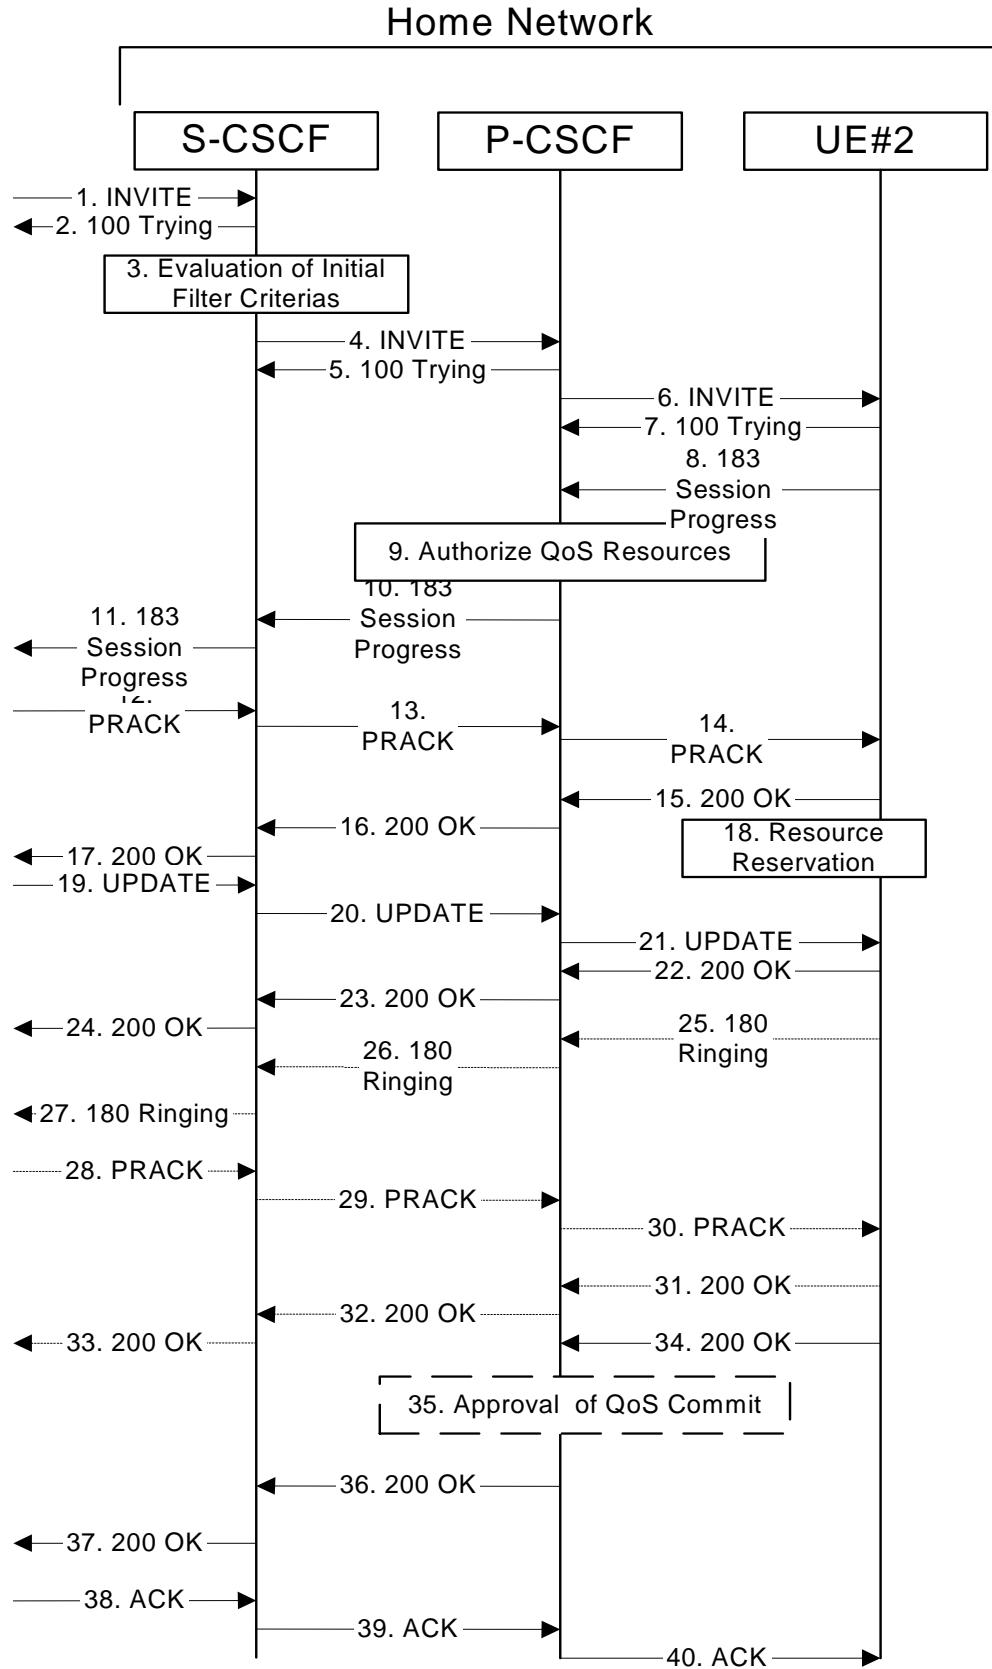 Home Network
S-CSCF
P-CSCF
UE#2
1. INVITE
2. 100 Trying
3. Evaluation of Initial
Filter Criterias
4. INVITE
5. 100 Trying
6. INVITE
7. 100 Trying
8. 183
Session
Progress
9. Authorize QoS Resources
10. 183
Session
Progress
11. 183
Session
Progress
12.
PRACK
13.
PRACK
14.
PRACK
15. 200 OK
16. 200 OK
17. 200 OK
18. Resource
Reservation
19. UPDATE
20. UPDATE
21. UPDATE
22. 200 OK
23. 200 OK
24. 200 OK
25. 180
Ringing
26. 180
Ringing
27. 180 Ringing
28. PRACK
29. PRACK
30. PRACK
31. 200 OK
32. 200 OK
33. 200 OK
34. 200 OK
35. Approval  of QoS Commit
36. 200 OK
37. 200 OK
38. ACK
39. ACK
40. ACK